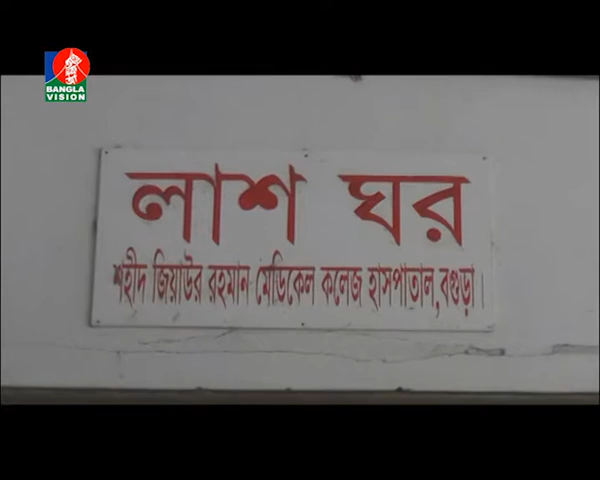 BANGLA
VISION
লাশ ঘর
শহীদ জিয়াউর রহমান মেডিকেল কলেজ হাসপাতাল, বগুড়া।